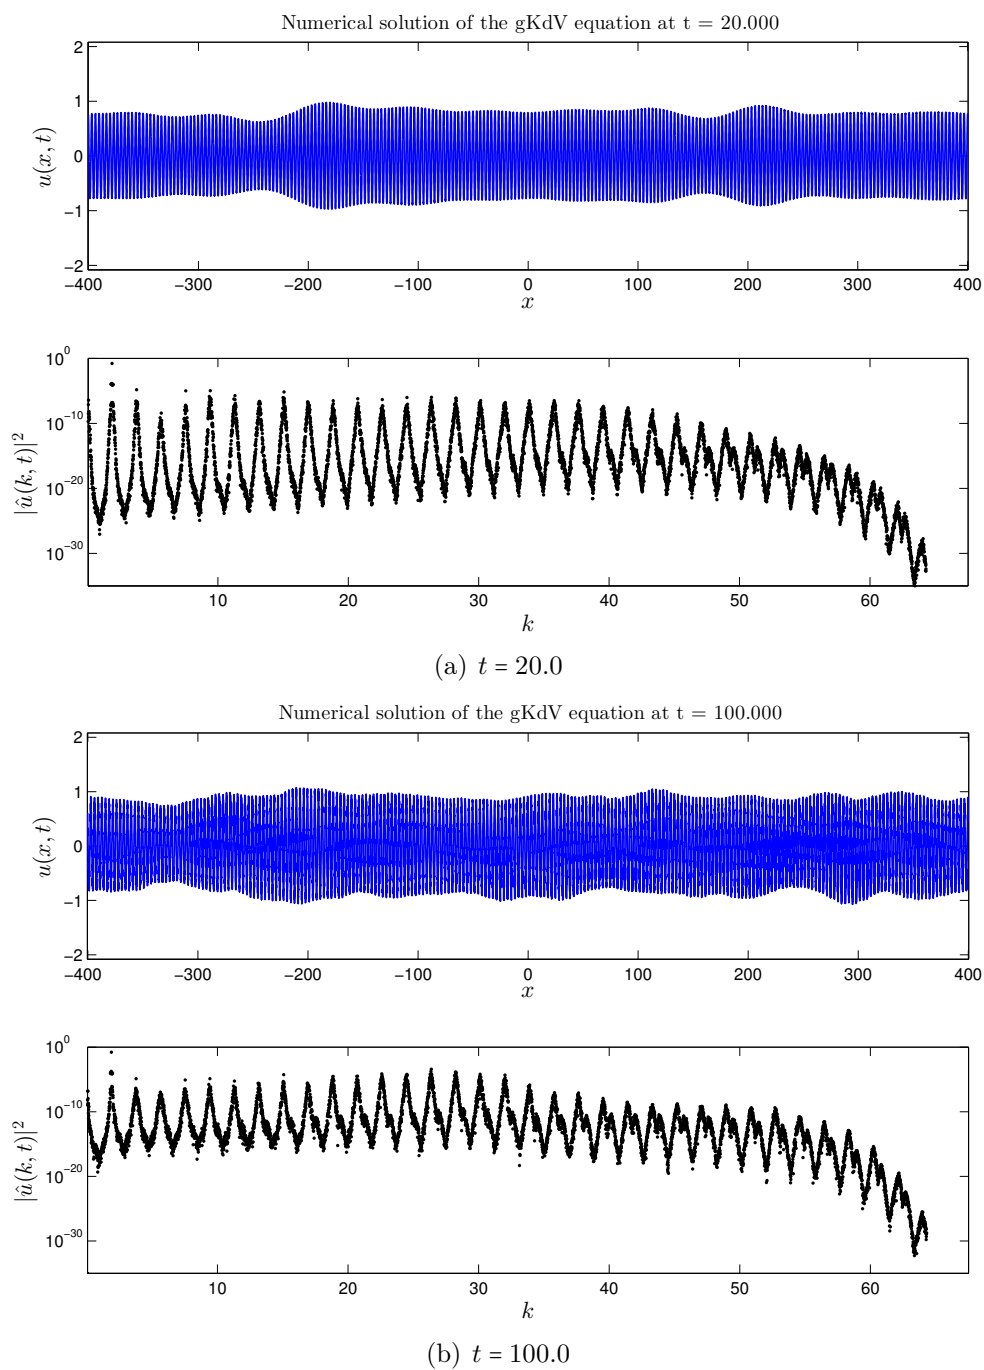 Numerical solution of the gKdV equation at t = 20.000
2
1
0
−1
−2
u(x, t)
−400 −300 −200 −100 0 100 200 300 400
x
10^0
10^−10
10^−20
10^−30
|û(k, t)|^2
10 20 30 40 50 60
k
(a) t = 20.0
Numerical solution of the gKdV equation at t = 100.000
2
1
0
−1
−2
u(x, t)
−400 −300 −200 −100 0 100 200 300 400
x
10^0
10^−10
10^−20
10^−30
|û(k, t)|^2
10 20 30 40 50 60
k
(b) t = 100.0